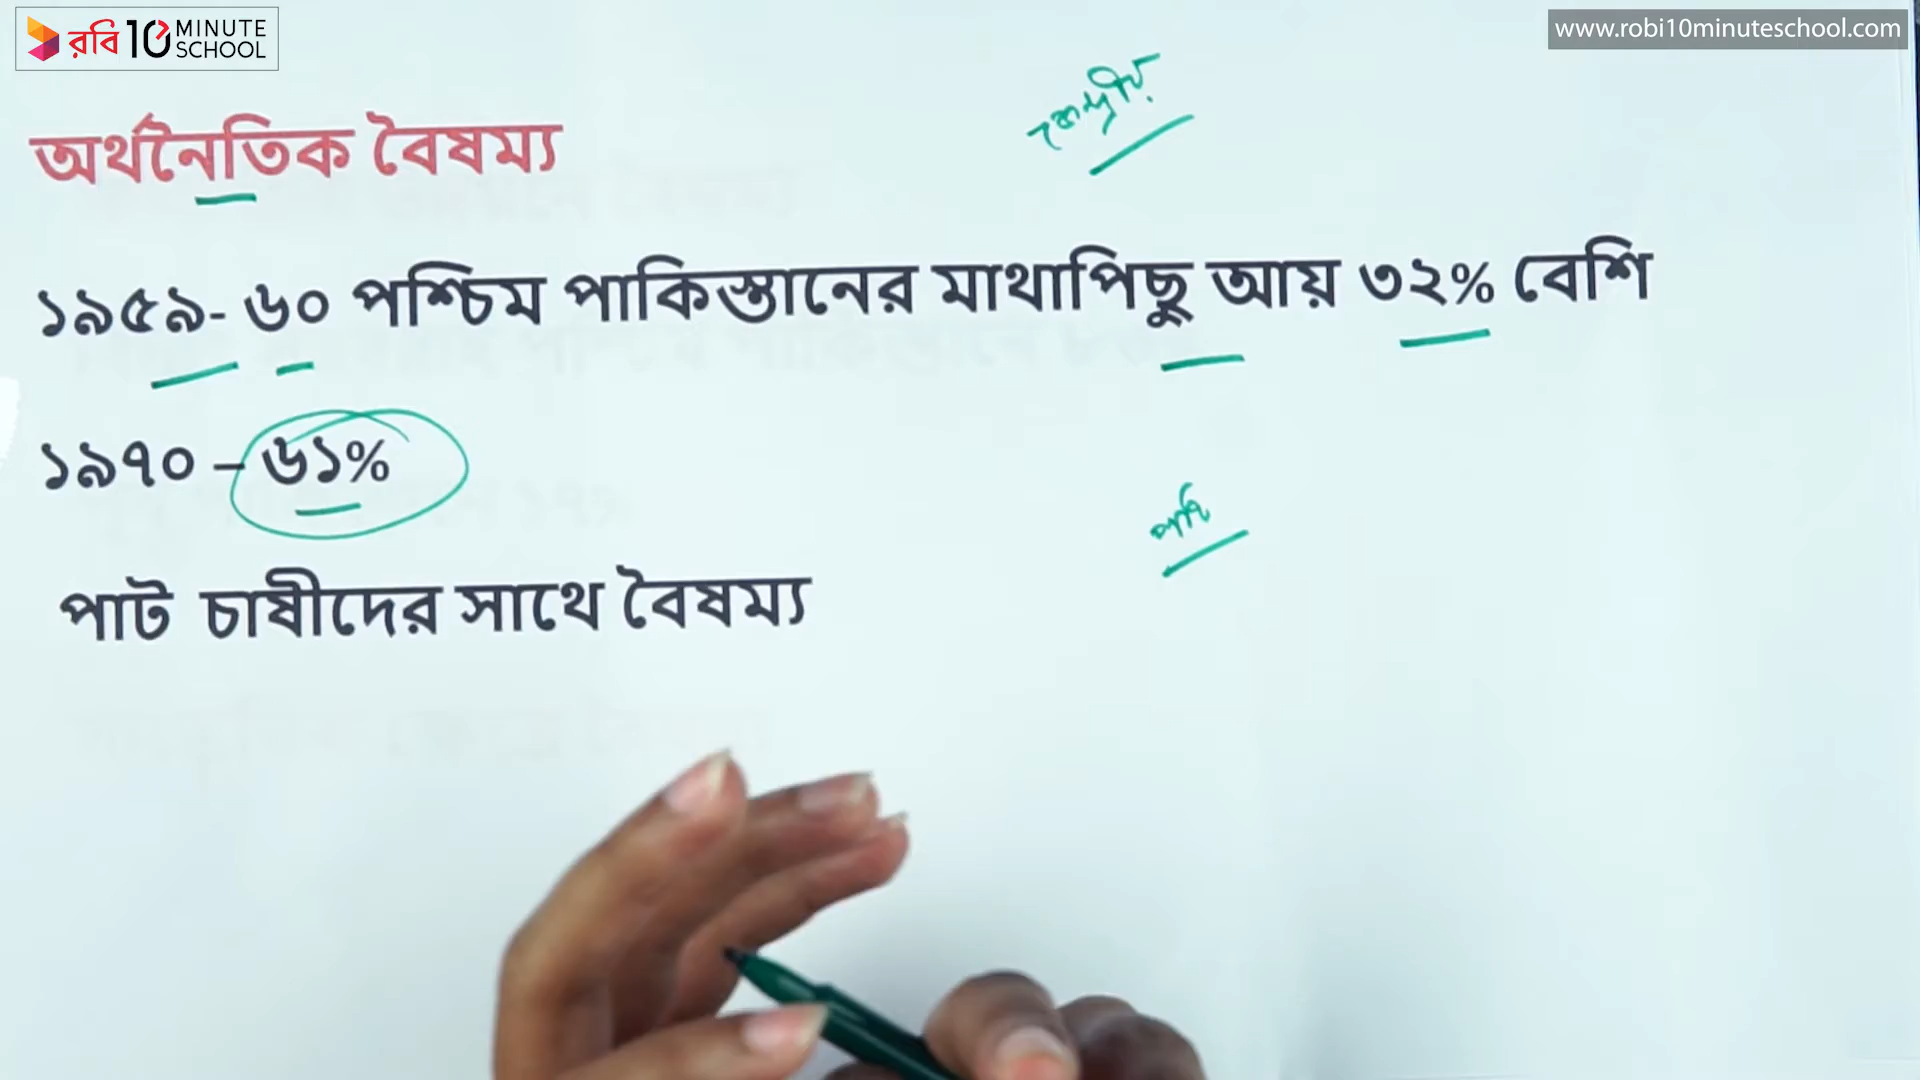 রবি 10 MINUTE SCHOOL
www.robi10minuteschool.com
কেন্দ্রীয়
অর্থনৈতিক বৈষম্য
১৯৫৯- ৬০ পশ্চিম পাকিস্তানের মাথাপিছু আয় ৩২% বেশি
১৯৭০ – ৬১%
পাট চাষীদের সাথে বৈষম্য